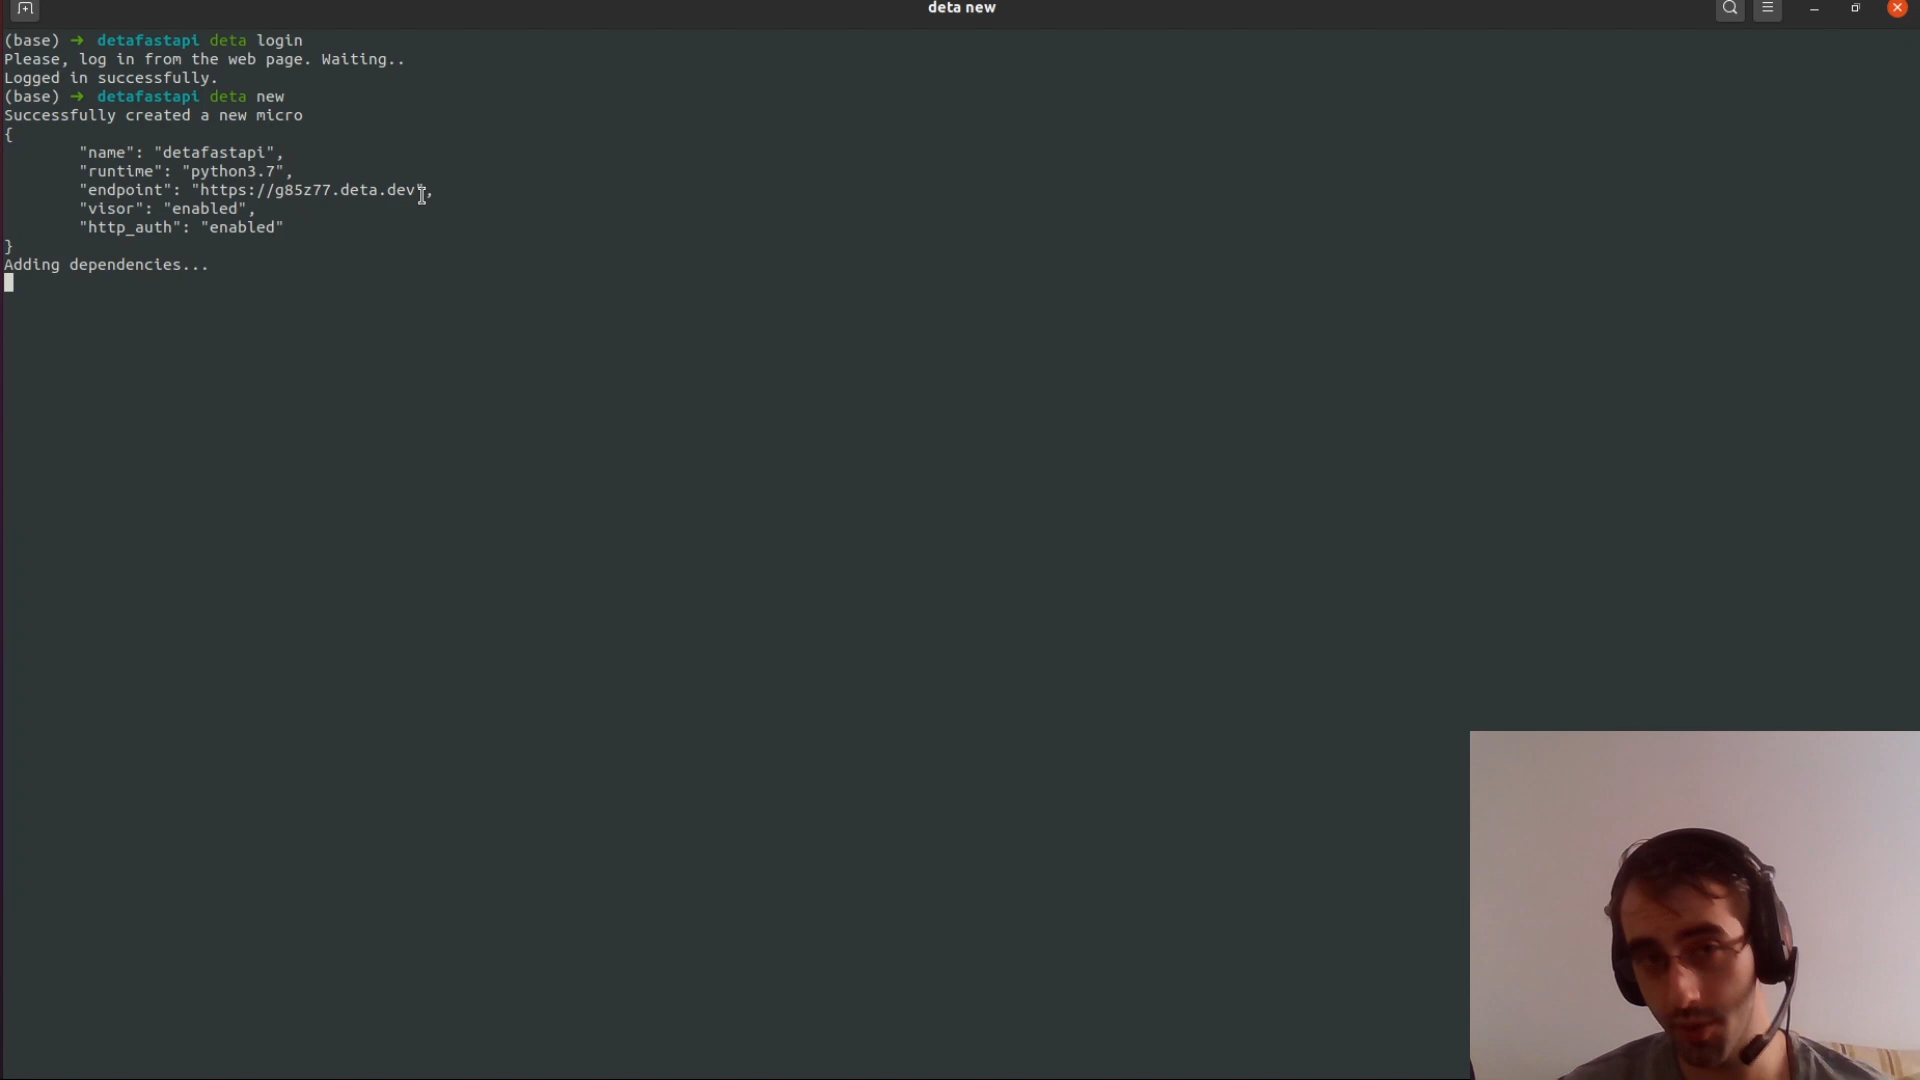 deta new
(base) ➜ detafastapi deta login
Please, log in from the web page. Waiting..
Logged in successfully.
(base) ➜ detafastapi deta new
Successfully created a new micro
{
"name": "detafastapi",
"runtime": "python3.7",
"endpoint": "https://g85z77.deta.dev",
"visor": "enabled",
"http_auth": "enabled"
}
Adding dependencies...